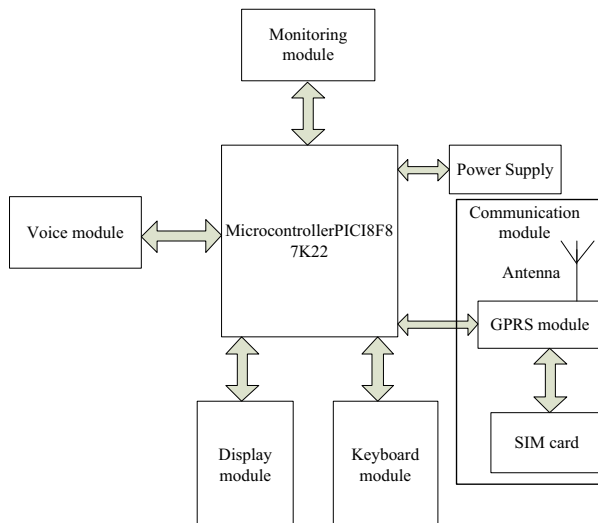 Monitoring
module
Power Supply
Voice module
MicrocontrollerPICI8F8
7K22
Communication
module
Antenna
GPRS module
SIM card
Display
module
Keyboard
module